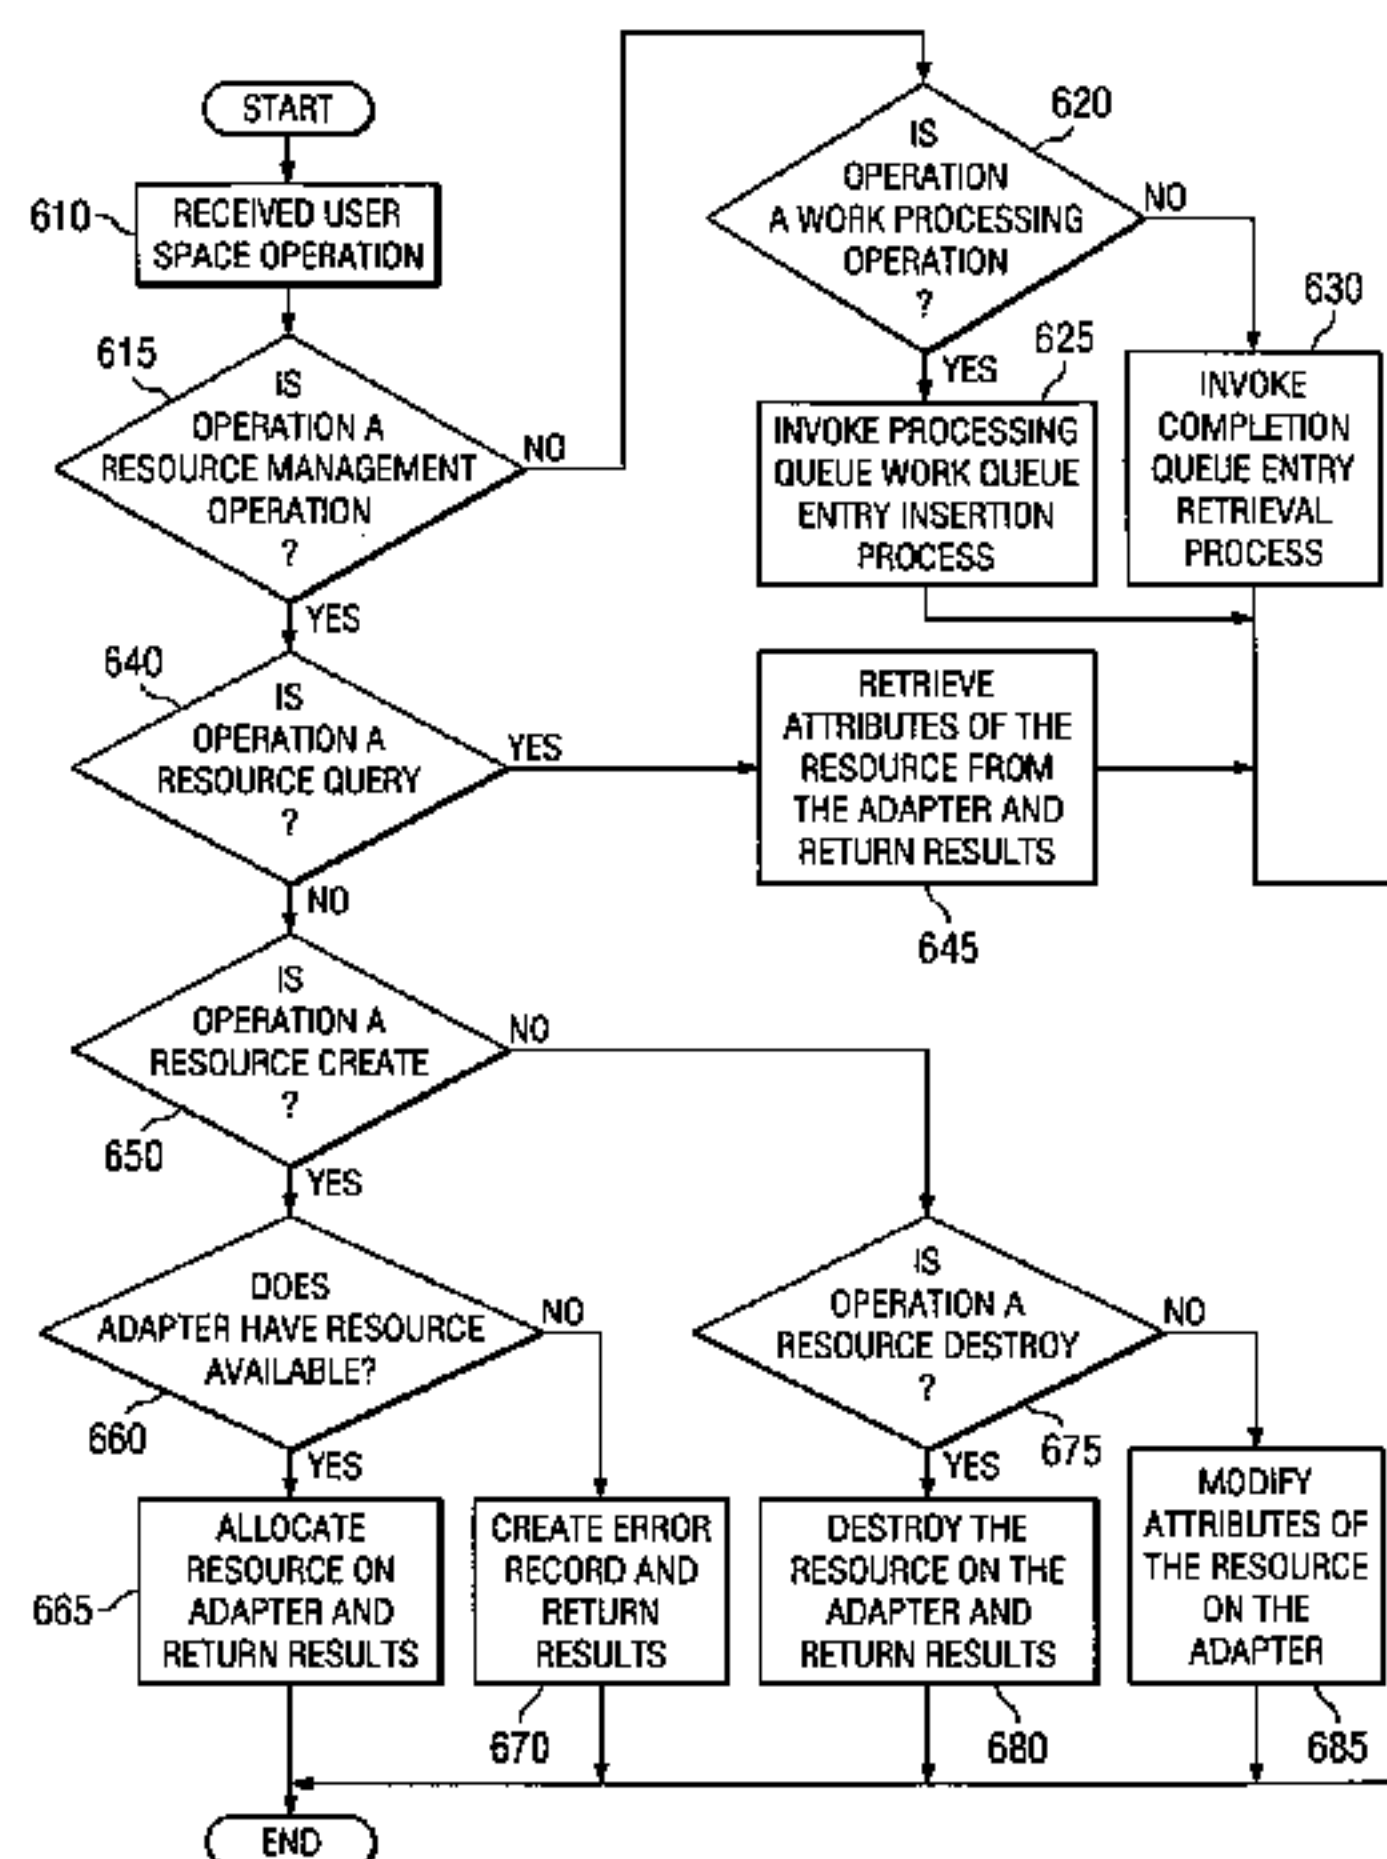 START
610
RECEIVED USER
SPACE OPERATION
615
IS
OPERATION A
RESOURCE MANAGEMENT
OPERATION
?
NO
YES
620
IS
OPERATION
A WORK PROCESSING
OPERATION
?
NO
YES
625
INVOKE PROCESSING
QUEUE WORK QUEUE
ENTRY INSERTION
PROCESS
630
INVOKE
COMPLETION
QUEUE ENTRY
RETRIEVAL
PROCESS
640
IS
OPERATION A
RESOURCE QUERY
?
YES
NO
RETRIEVE
ATTRIBUTES OF THE
RESOURCE FROM
THE ADAPTER AND
RETURN RESULTS
645
IS
OPERATION A
RESOURCE CREATE
?
650
NO
YES
DOES
ADAPTER HAVE RESOURCE
AVAILABLE?
660
NO
YES
IS
OPERATION A
RESOURCE DESTROY
?
675
NO
YES
665
ALLOCATE
RESOURCE ON
ADAPTER AND
RETURN RESULTS
CREATE ERROR
RECORD AND
RETURN
RESULTS
670
DESTROY THE
RESOURCE ON THE
ADAPTER AND
RETURN RESULTS
680
MODIFY
ATTRIBUTES OF
THE RESOURCE
ON THE
ADAPTER
685
END